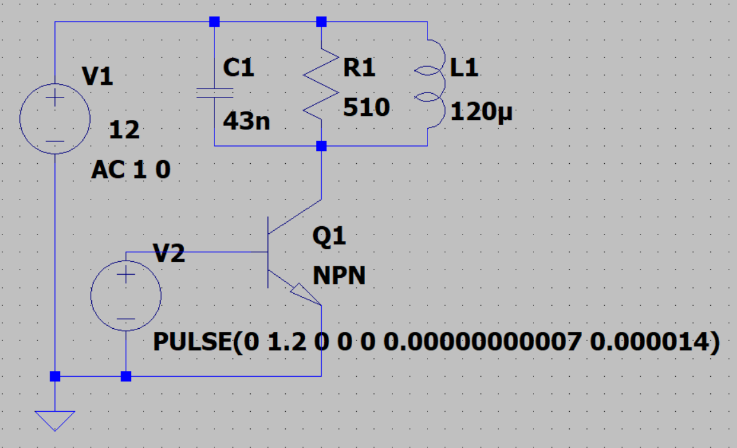 V1
12
AC 1 0
C1
43n
R1
510
L1
120µ
Q1
NPN
V2
PULSE(0 1.2 0 0 0 0.00000000007 0.000014)